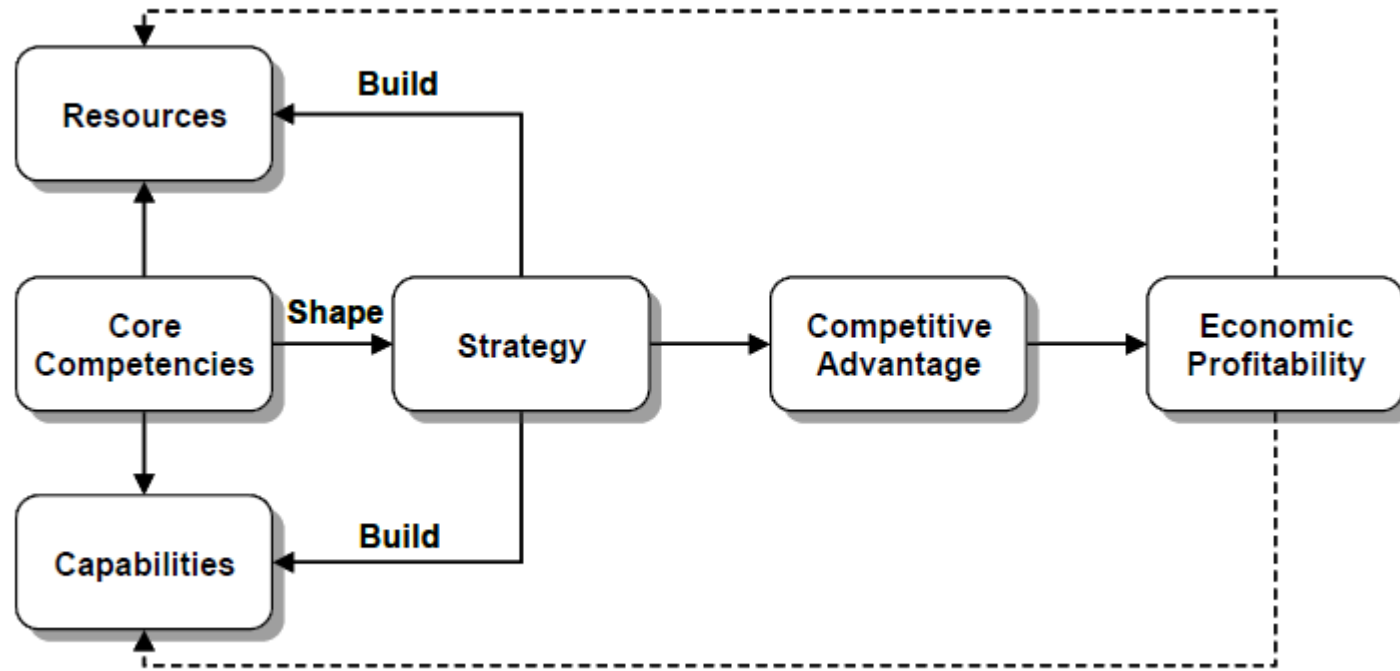 Resources
Build
Core
Competencies
Shape
Strategy
Competitive
Advantage
Economic
Profitability
Capabilities
Build